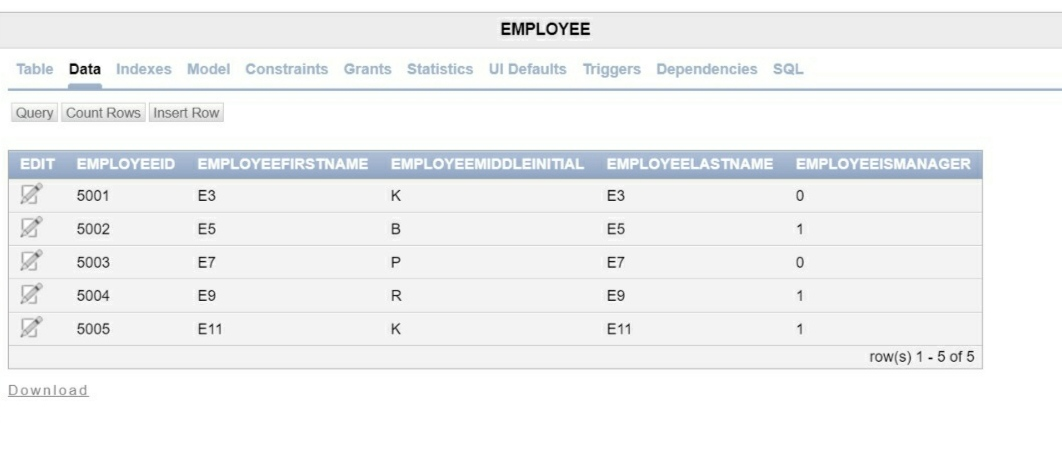 EMPLOYEE
Table Data Indexes Model Constraints Grants Statistics UI Defaults Triggers Dependencies SQL
Query Count Rows Insert Row
EDIT EMPLOYEEID EMPLOYEEFIRSTNAME EMPLOYEEMIDDLEINITIAL EMPLOYEELASTNAME EMPLOYEEISMANAGER
5001 E3 K E3 0
5002 E5 B E5 1
5003 E7 P E7 0
5004 E9 R E9 1
5005 E11 K E11 1
row(s) 1 - 5 of 5
Download